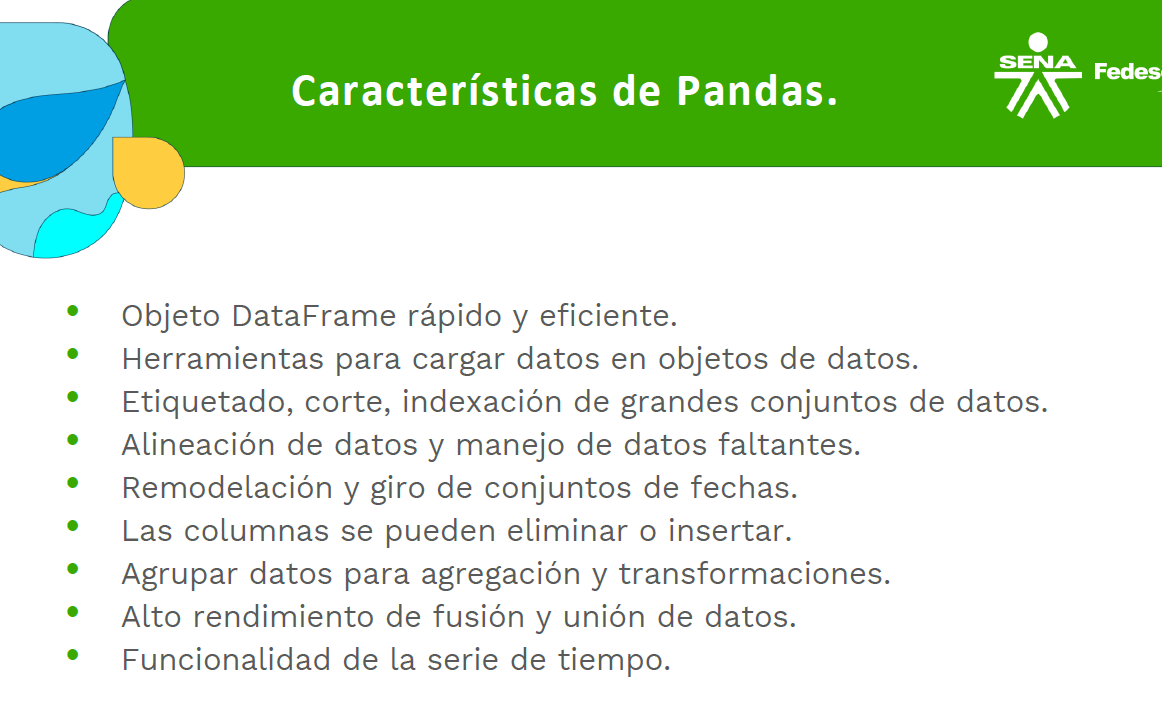 Características de Pandas.
SENA
• Objeto DataFrame rápido y eficiente.
• Herramientas para cargar datos en objetos de datos.
• Etiquetado, corte, indexación de grandes conjuntos de datos.
• Alineación de datos y manejo de datos faltantes.
• Remodelación y giro de conjuntos de fechas.
• Las columnas se pueden eliminar o insertar.
• Agrupar datos para agregación y transformaciones.
• Alto rendimiento de fusión y unión de datos.
• Funcionalidad de la serie de tiempo.